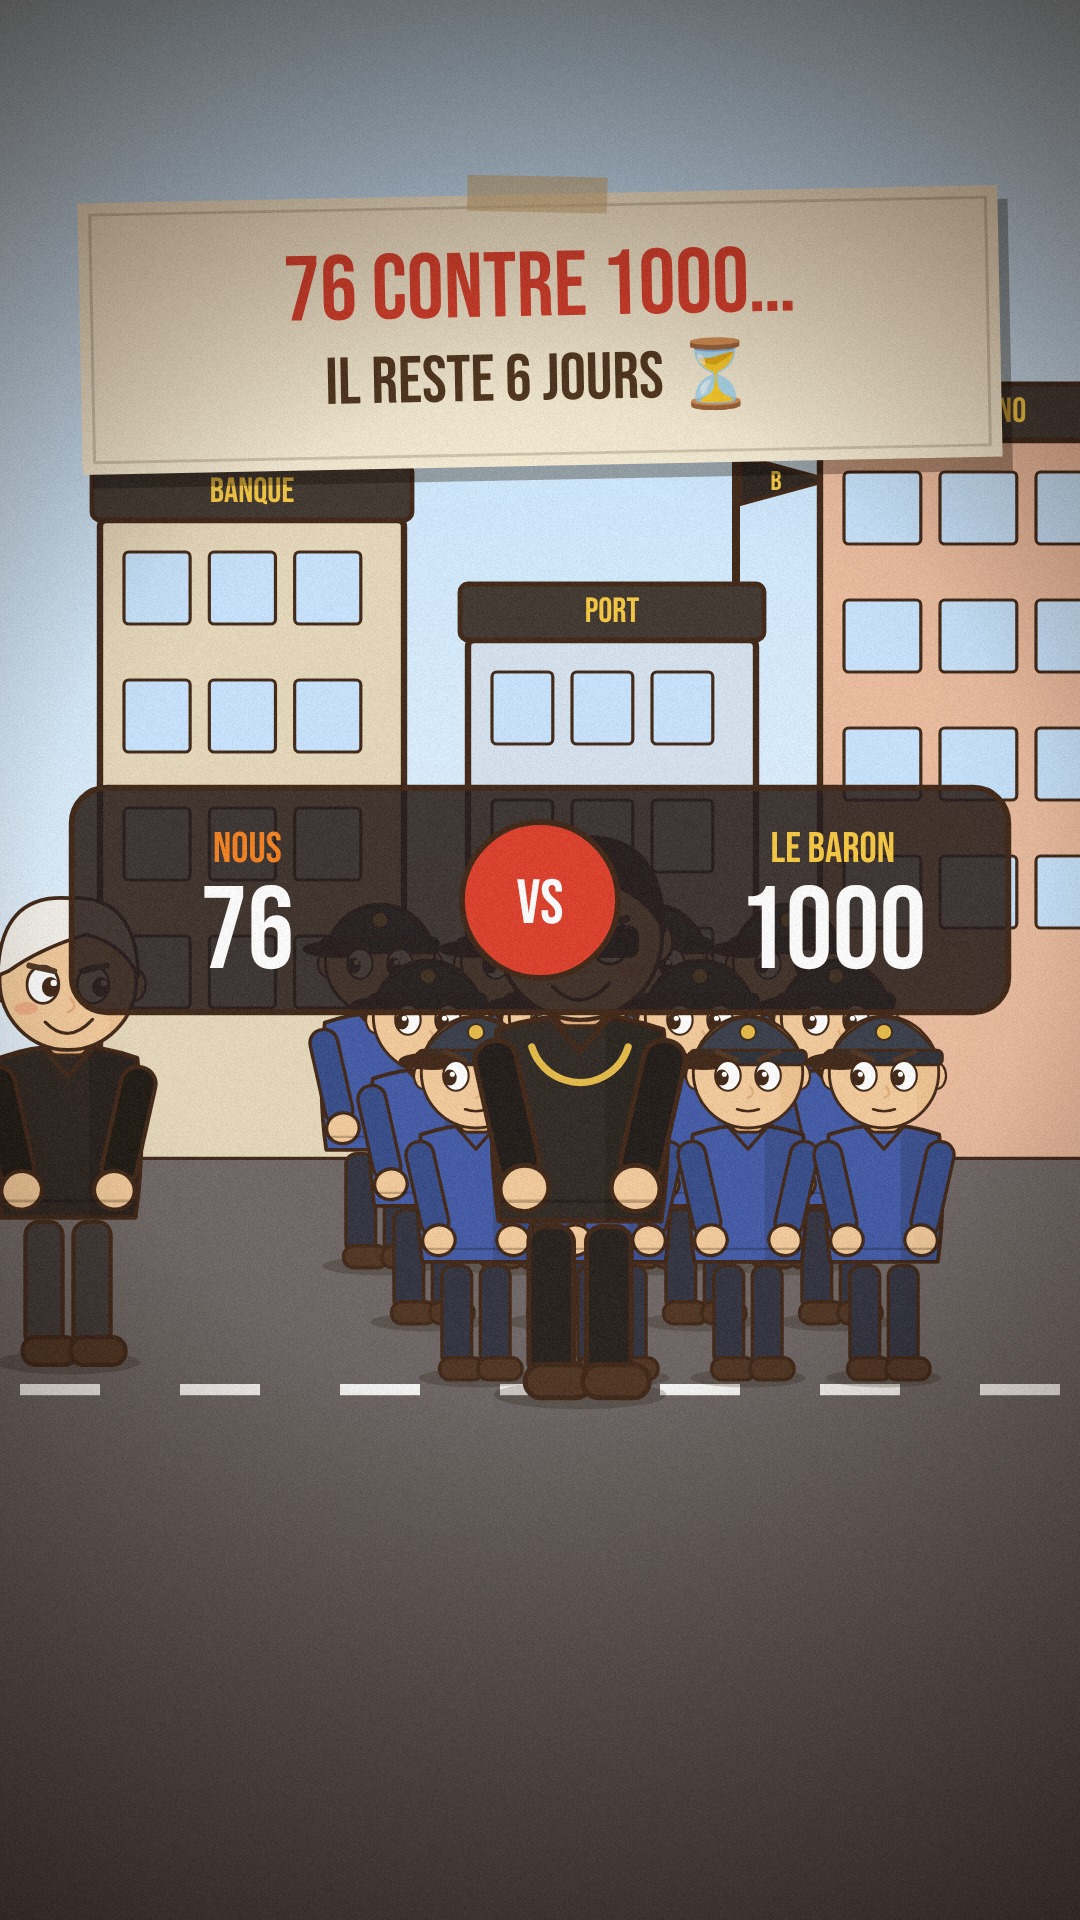 76 CONTRE 1000...
IL RESTE 6 JOURS ⏳
NO
BANQUE
B
PORT
NOUS
VS
LE BARON
76
1000